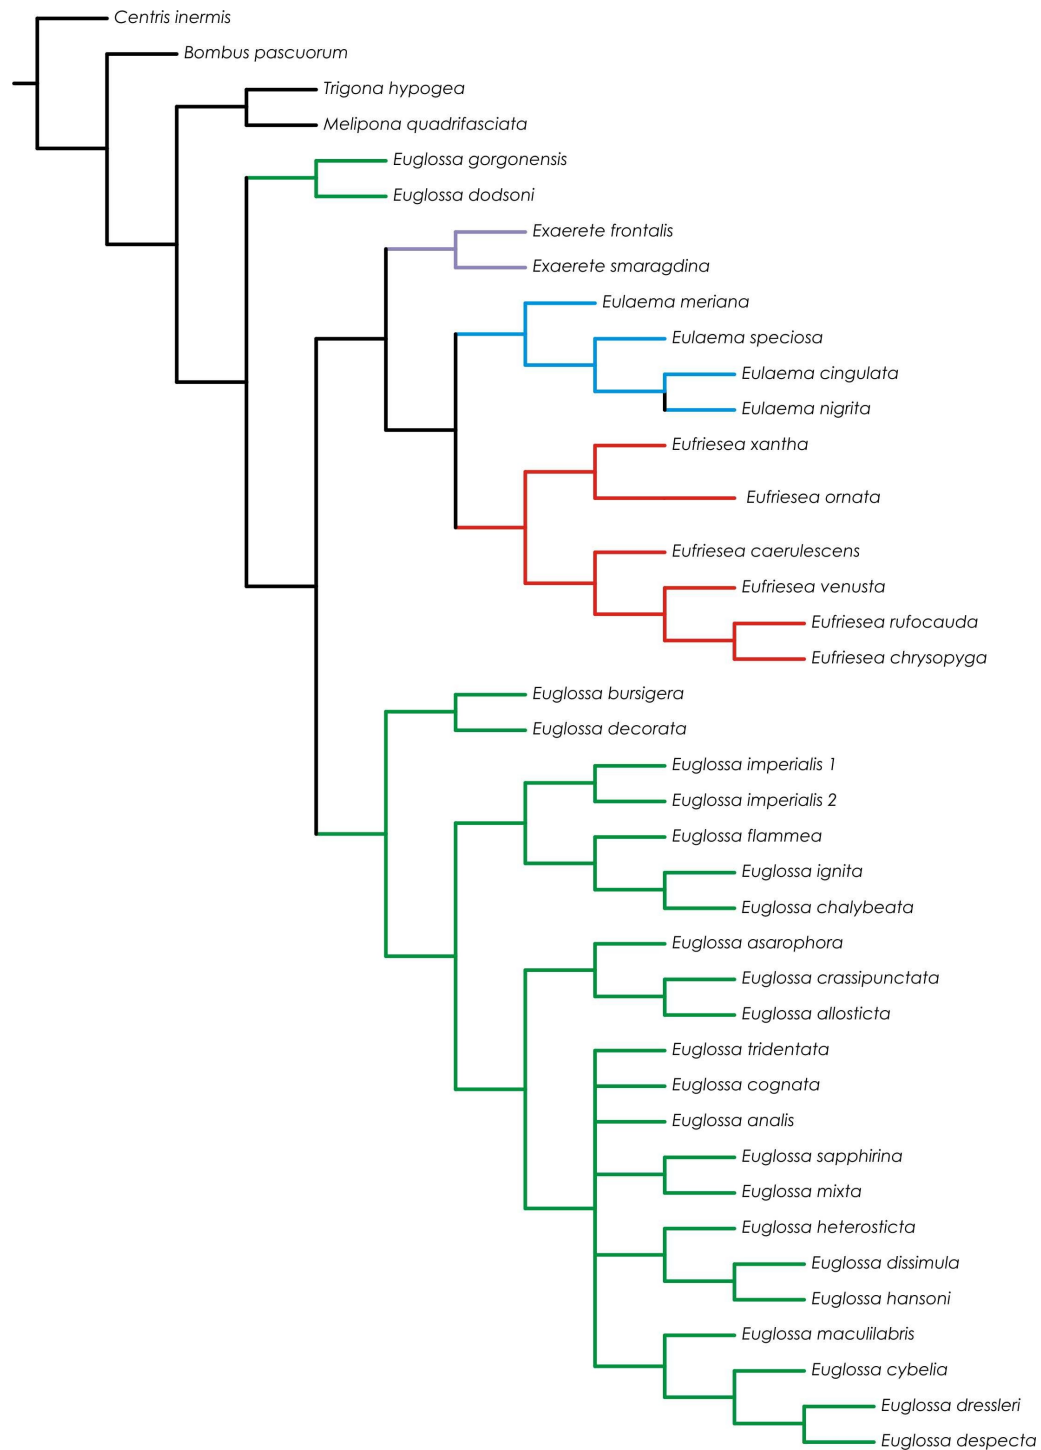 Centris inermis
Bombus pascuorum
Trigona hypogea
Melipona quadrifasciata
Euglossa gorgonensis
Euglossa dodsoni
Exaerete frontalis
Exaerete smaragdina
Eulaema meriana
Eulaema speciosa
Eulaema cingulata
Eulaema nigrita
Eufriesea xantha
Eufriesea ornata
Eufriesea caerulescens
Eufriesea venusta
Eufriesea rufocauda
Eufriesea chrysopyga
Euglossa bursigera
Euglossa decorata
Euglossa imperialis 1
Euglossa imperialis 2
Euglossa flammea
Euglossa ignita
Euglossa chalybeata
Euglossa asarophora
Euglossa crassipunctata
Euglossa allosticta
Euglossa tridentata
Euglossa cognata
Euglossa analis
Euglossa sapphirina
Euglossa mixta
Euglossa heterosticta
Euglossa dissimula
Euglossa hansoni
Euglossa maculilabris
Euglossa cybelia
Euglossa dressleri
Euglossa despecta